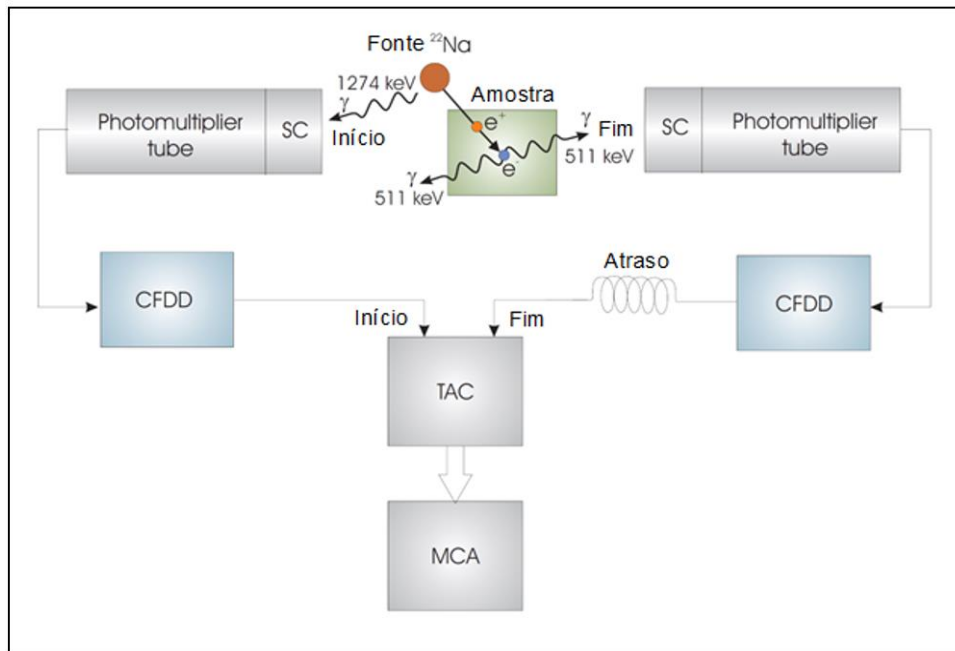 Fonte ²²Na
1274 keV
γ
Início
Amostra
e⁺
e⁻
γ
511 keV
γ
Fim
511 keV
Photomultiplier
tube
SC
SC
Photomultiplier
tube
CFDD
Início
Atraso
Fim
CFDD
TAC
MCA